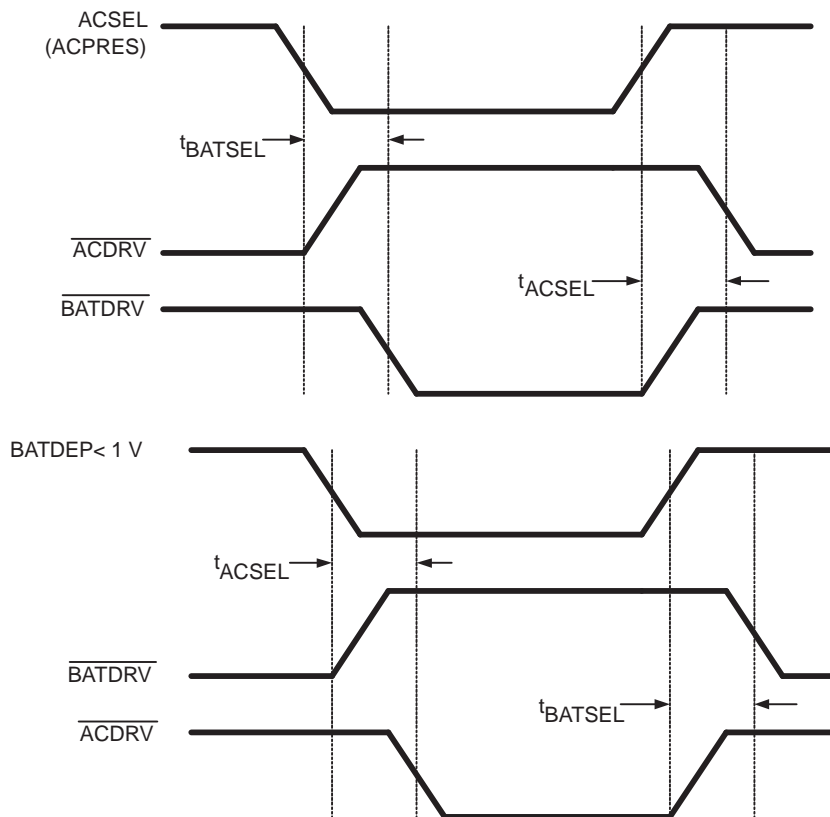 ACSEL
(ACPRES)
tBATSEL
ACDRV
tACSEL
BATDRV
BATDEP< 1 V
tACSEL
BATDRV
tBATSEL
ACDRV